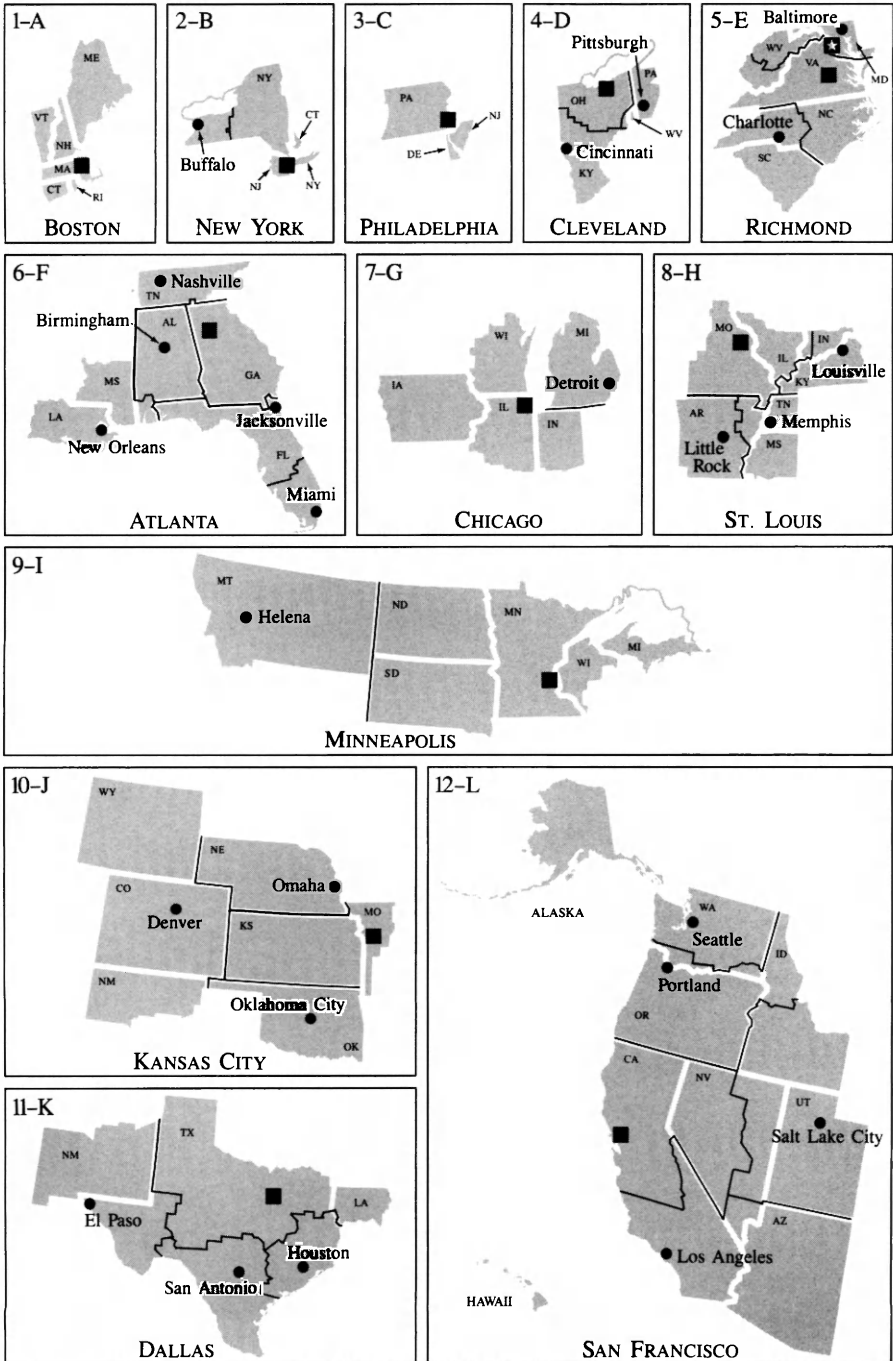 1–A
ME
VT
NH
MA
CT
RI
BOSTON
2–B
NY
CT
Buffalo
NJ
NY
NEW YORK
3–C
PA
NJ
DE
PHILADELPHIA
4–D
Pittsburgh
PA
OH
WV
Cincinnati
KY
CLEVELAND
5–E
Baltimore
WV
VA
MD
NC
Charlotte
SC
RICHMOND
6–F
Nashville
TN
Birmingham
AL
MS
GA
LA
Jacksonville
New Orleans
FL
Miami
ATLANTA
7–G
WI
MI
IA
Detroit
IL
IN
CHICAGO
8–H
MO
IL
IN
Louisville
KY
TN
AR
Memphis
Little
Rock
MS
ST. LOUIS
9–I
MT
ND
MN
Helena
WI
MI
SD
MINNEAPOLIS
10–J
WY
NE
Omaha
CO
MO
Denver
KS
NM
Oklahoma City
OK
KANSAS CITY
11–K
TX
NM
LA
El Paso
Houston
San Antonio
DALLAS
12–L
ALASKA
WA
Seattle
ID
Portland
OR
CA
NV
UT
Salt Lake City
AZ
Los Angeles
HAWAII
SAN FRANCISCO